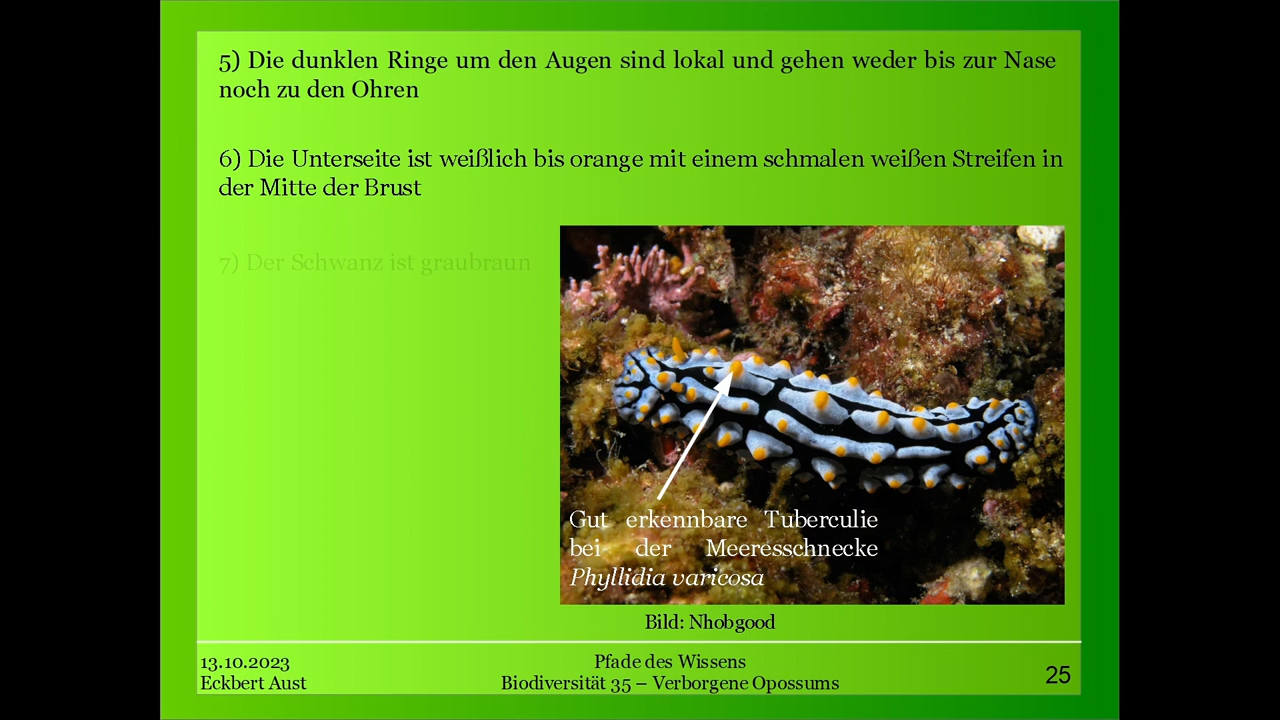 5) Die dunklen Ringe um den Augen sind lokal und gehen weder bis zur Nase
noch zu den Ohren
6) Die Unterseite ist weißlich bis orange mit einem schmalen weißen Streifen in
der Mitte der Brust
7) Der Schwanz ist graubraun
Gut erkennbare Tuberculie
bei der Meeresschnecke
Phyllidia varicosa
Bild: Nhobgood
13.10.2023
Eckbert Aust
Pfade des Wissens
Biodiversität 35 – Verborgene Opossums
25